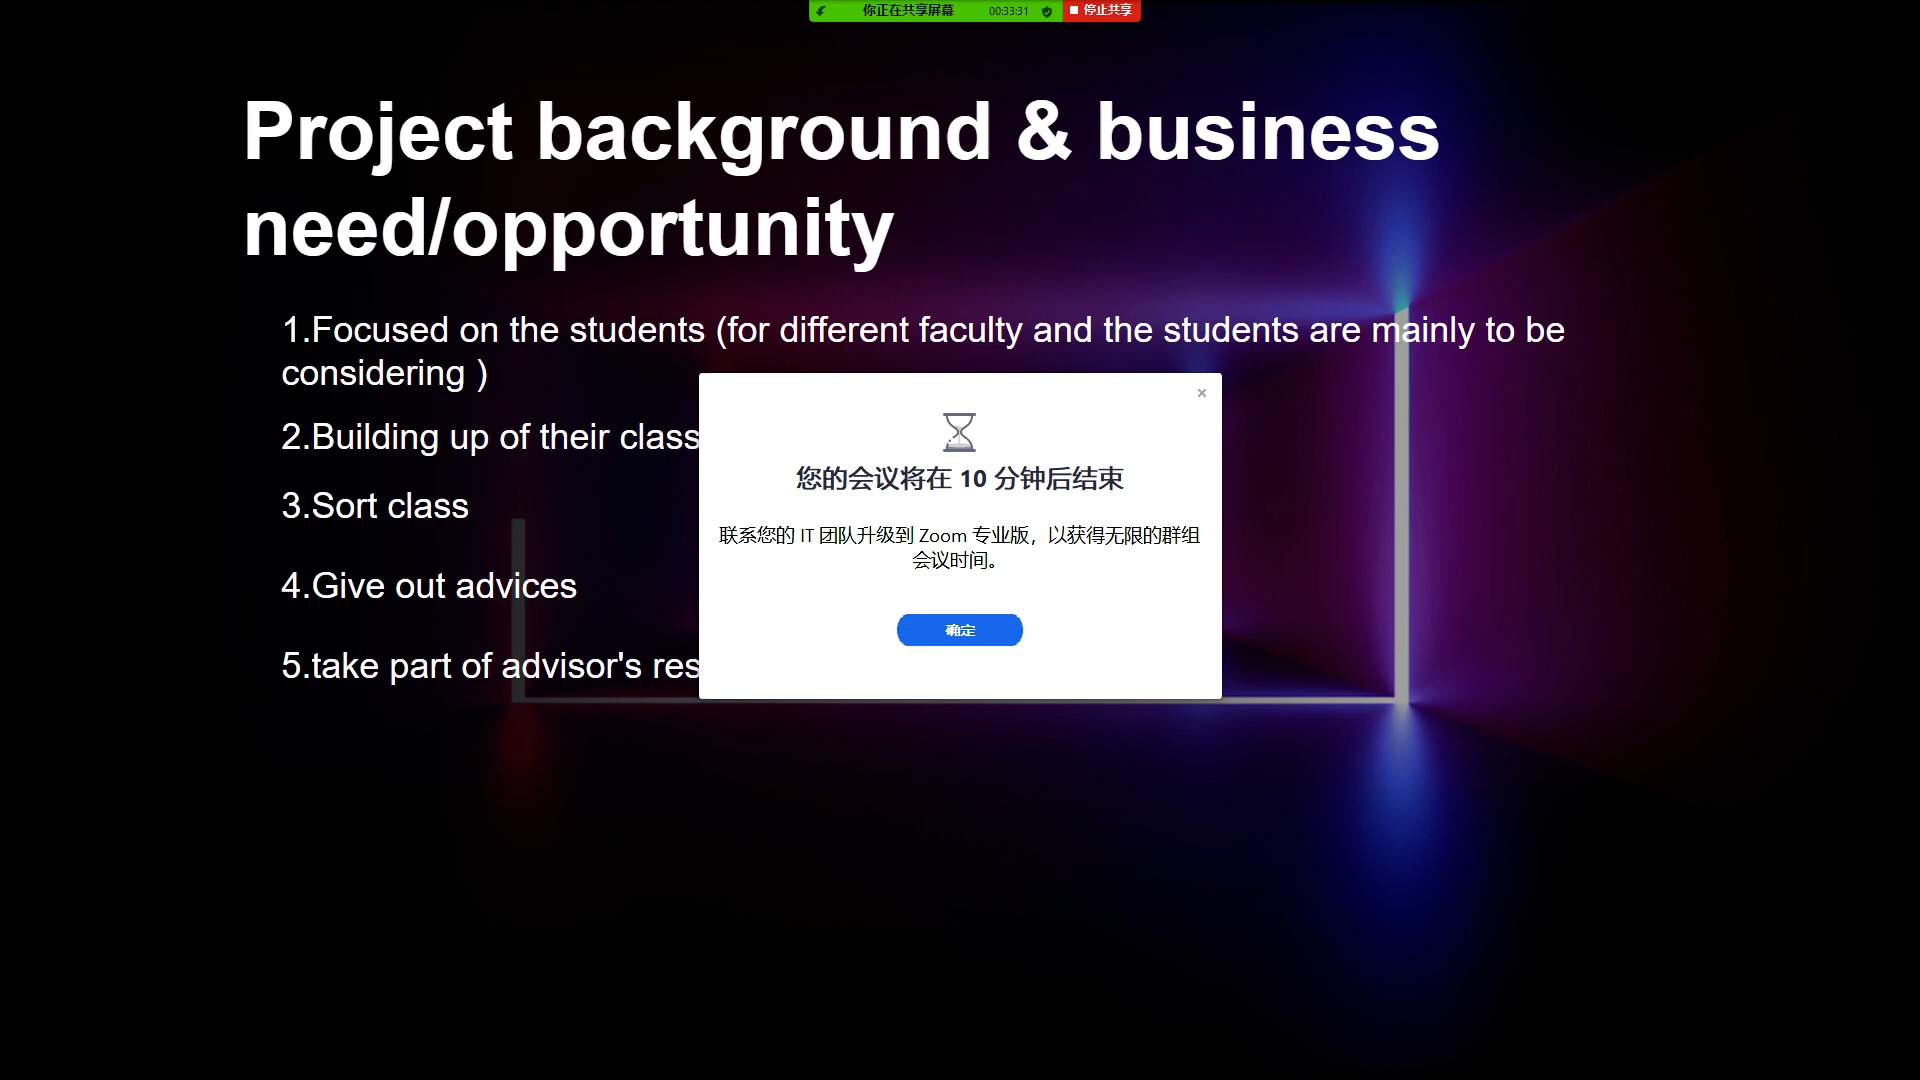 你正在共享屏幕 00:33:31 停止共享
Project background & business
need/opportunity
1.Focused on the students (for different faculty and the students are mainly to be
considering )
2.Building up of their class
3.Sort class
4.Give out advices
5.take part of advisor's
×
您的会议将在 10 分钟后结束
联系您的 IT 团队升级到 Zoom 专业版，以获得无限的群组
会议时间。
确定